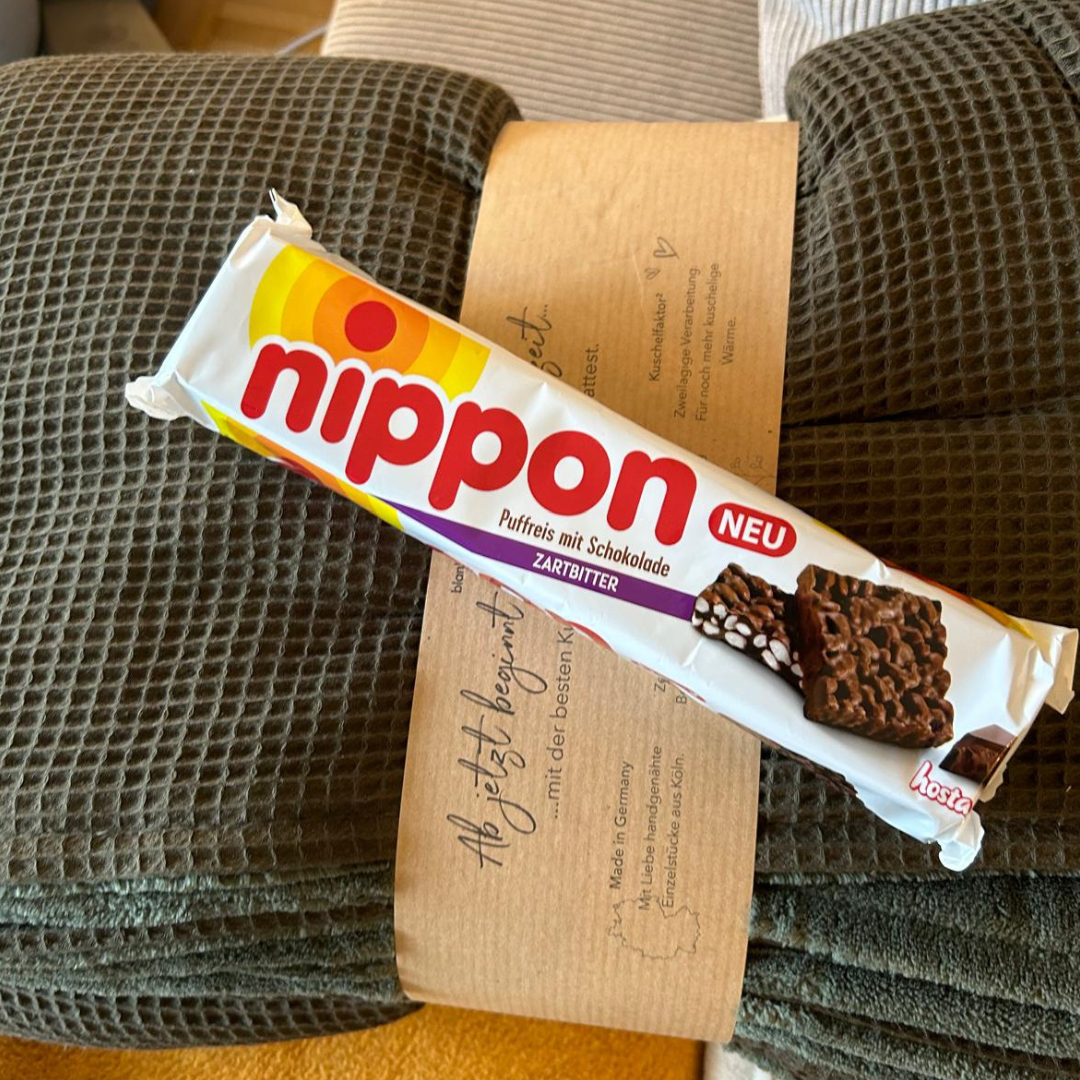 nippon
NEU
Puffreis mit Schokolade
ZARTBITTER
hosta
Kuschelfaktor²
Zweilagige Verarbeitung.
Für noch mehr kuschelige
Wärme.
Ab jetzt beginnt
...mit der besten
Made in Germany
Mit Liebe handgenähte
Einzelstücke aus Köln.